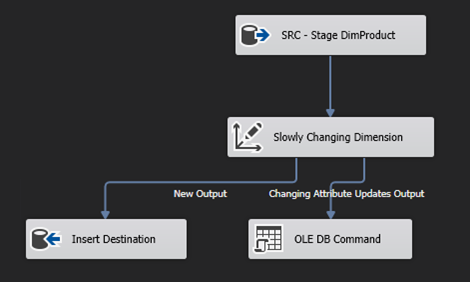 SRC - Stage DimProduct
Slowly Changing Dimension
New Output
Changing Attribute Updates Output
Insert Destination
OLE DB Command